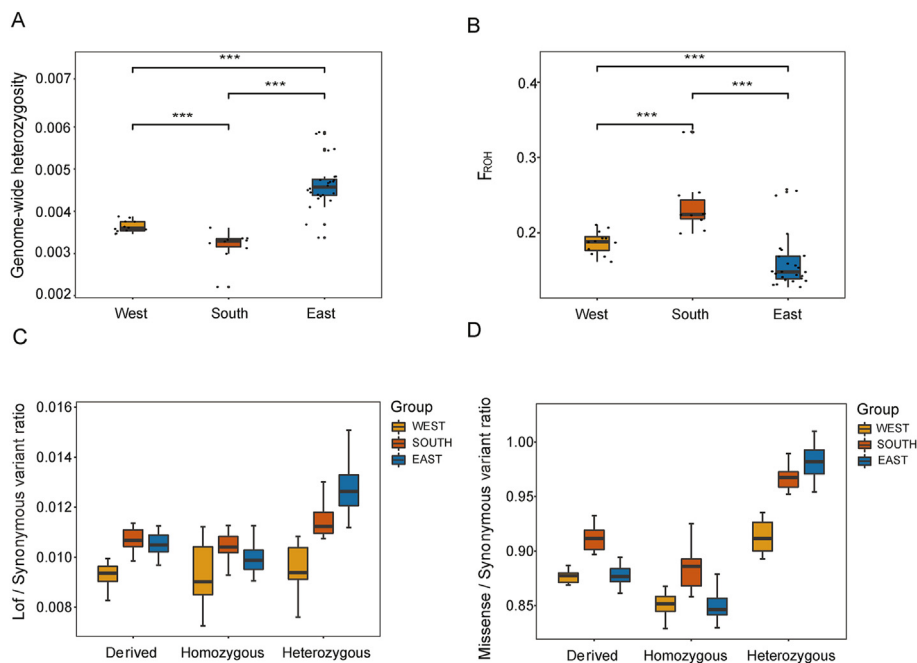 A
Genome-wide heterozygosity
0.007
0.006
0.005
0.004
0.003
0.002
***
***
***
West South East
B
F_ROH
0.4
0.3
0.2
***
***
***
West South East
C
Lof / Synonymous variant ratio
0.016
0.014
0.012
0.010
0.008
Derived Homozygous Heterozygous
Group
WEST
SOUTH
EAST
D
Missense / Synonymous variant ratio
1.00
0.95
0.90
0.85
Derived Homozygous Heterozygous
Group
WEST
SOUTH
EAST